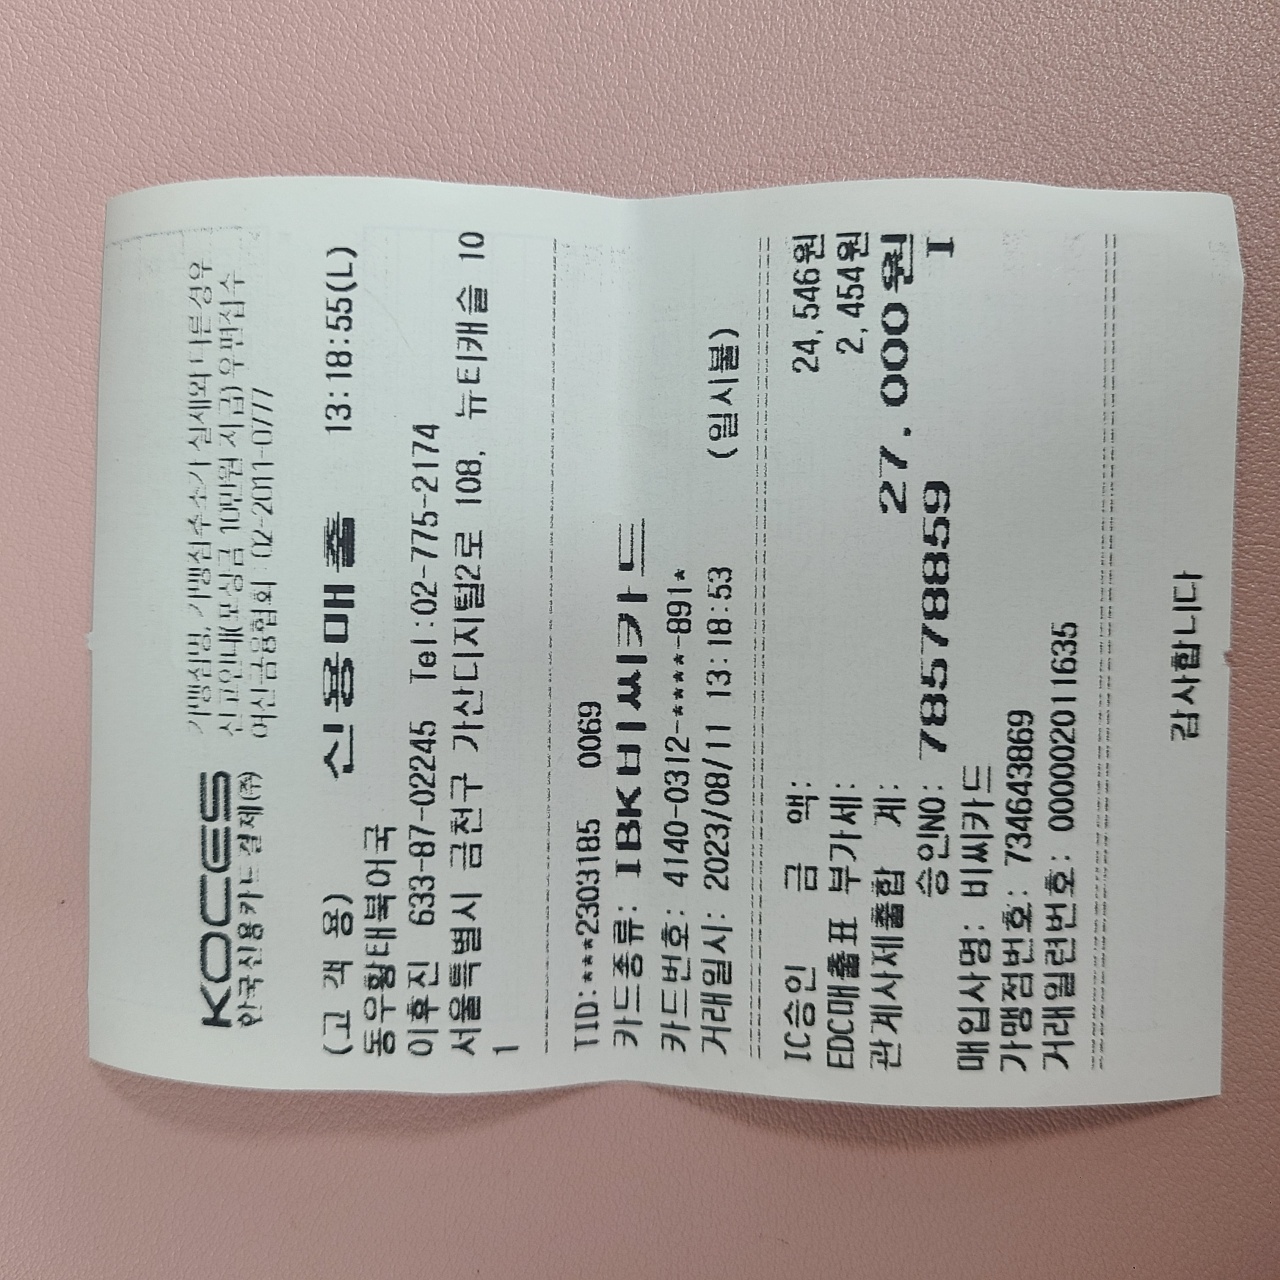 KOCES 가맹점명, 가맹점주소가 실제와 다른경우
신고안내(포상금 10만원 지급) 우편접수
한국신용카드결제(주) 여신금융협회 : 02-2011-0777
(고 객 용) 신용매출 13:18:55(L)
동우황태북어국
이후진 633-87-02245 Tel:02-775-2174
서울특별시 금천구 가산디지털2로 108, 뉴티캐슬 10
1
TID:***2303185 0069
카드종류: IBK비씨카드
카드번호: 4140-0312-****-891*
거래일시: 2023/08/11 13:18:53 (일시불)
IC승인 금 액: 24,546원
EDC매출표 부가세: 2,454원
관계사제출합 계: 27,000원
승인NO: 78578859 I
매입사명: 비씨카드
가맹점번호: 734643869
거래일련번호: 000002011635
감사합니다